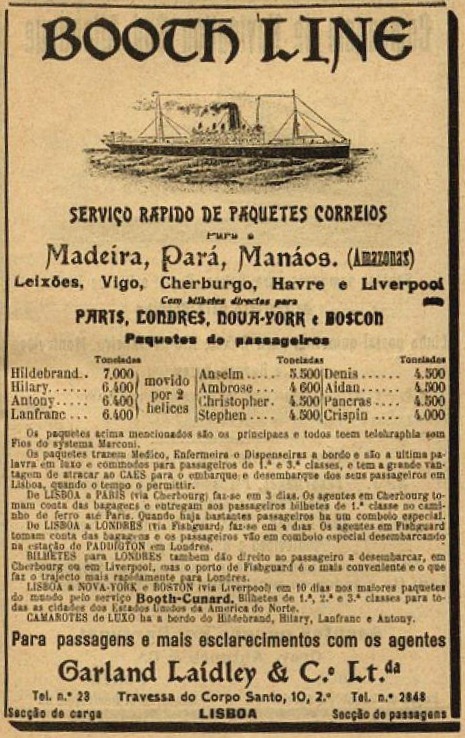 BOOTH LINE
SERVIÇO RAPIDO DE PAQUETES CORREIOS
Para a
Madeira, Pará, Manáos. (Amazonas)
Leixões, Vigo, Cherburgo, Havre e Liverpool
Com bilhetes directos para
PARIS, LONDRES, NOVA-YORK e BOSCON
Paquetes de passageiros
Toneladas Toneladas Toneladas
Hildebrand.. 7,000 Anselm... 5.500 Denis.... 4.500
Hilary...... 6.400 movido Ambrose ... 4 600 Aidan..... 4.500
Antony..... 6.400 por 2 Christopher. 4.500 Pancras... 4.500
Lanfranc ... 6.400 helices Stephen .... 4.500 Crispin ... 4.000
Os paquetes acima mencionados são os principaes e todos teem telehraphia sem
Fios do systema Marconi.
Os paquetes trazem Medico, Enfermeira e Dispenseiras a bordo e são a ultima pa-
lavra em luxo e commodos para passageiros de 1.ª e 3.ª classes, e tem a grande van-
tagem de atracar ao CAES para o embarque e desembarque dos seus passageiros em
Lisboa, quando o tempo o permittir.
De LISBOA a PARIS (via Cherbourg) faz-se em 3 dias. Os agentes em Cherbourg to-
mam conta das bagagens e entregam aos passageiros bilhetes de 1.ª classe no cami-
nho de ferro até Paris. Quando haja bastantes passageiros ha um comboio especial.
De LISBOA a LONDRES (via Fishguard) faz-se em 4 dias Os agentes em Fishguard
tomam conta das bagagens e os passageiros vão em comboio especial desembarcando
na estação de PADDIGTON em Londres.
BILHETES PARA LONDRES tambem dão direito ao passageiro a desembarcar, em
Cherbourg ou em Liverpool, mas o porto de Fishguard é o mais conveniente e o que
faz o trajecto mais rapidamente para Londres.
LISBOA a NOVA-YORK e BOSTON (via Liverpool) em 10 dias nos maiores paquetes
do mundo pelo serviço Booth-Cunard, Bilhetes de 1.ª, 2.ª e 3.ª classes para to-
das as cidades dos Estados Unidos da America do Norte.
CAMAROTES de LUXO ha a bordo do Hildebrand, Hilary, Lanfranc e Antony.
Para passagens e mais esclarecimentos com os agentes
Garland Laídley & C.º Lt.da
Tel. n.º 23 Travessa do Corpo Santo, 10, 2.º Tel. n.º 2848
Secção de carga LISBOA Secção de passagens